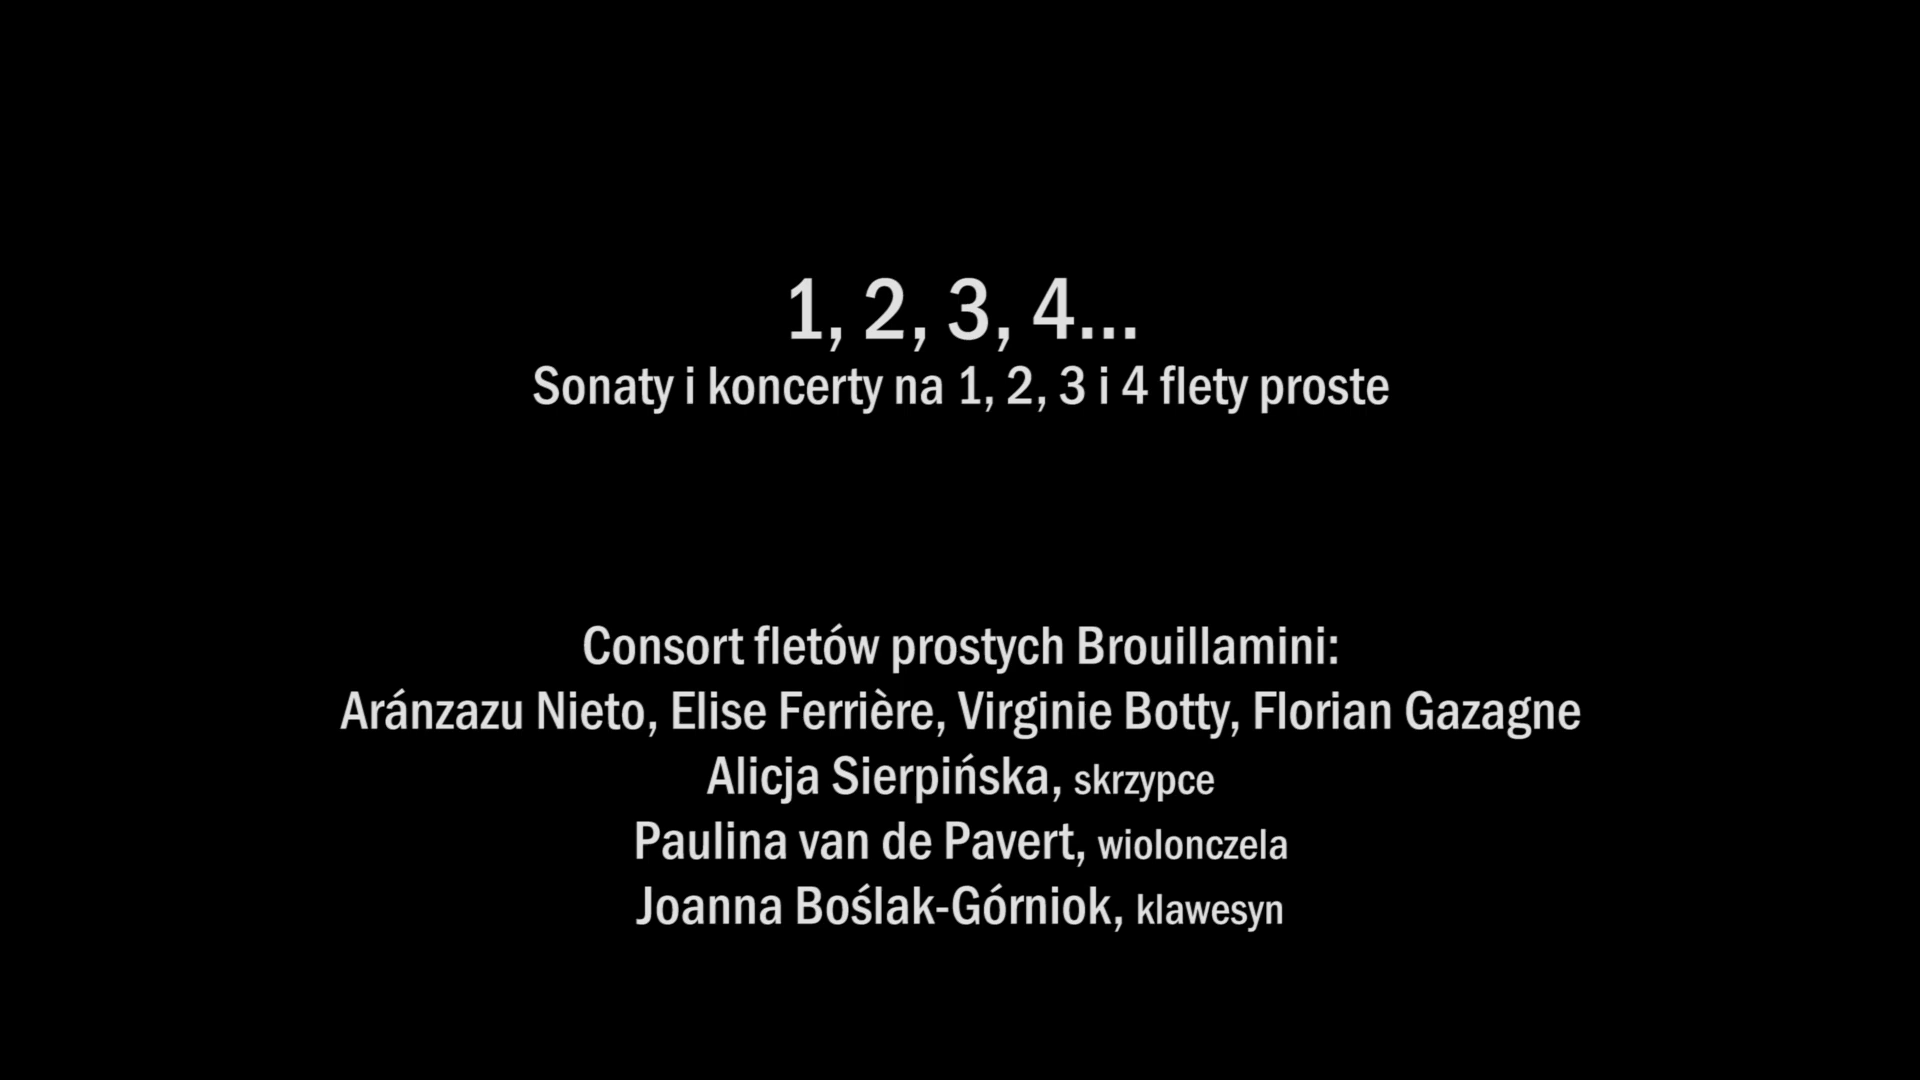 1, 2, 3, 4...
Sonaty i koncerty na 1, 2, 3 i 4 flety proste
Consort fletów prostych Brouillamini:
Aránzazu Nieto, Elise Ferrière, Virginie Botty, Florian Gazagne
Alicja Sierpińska, skrzypce
Paulina van de Pavert, wiolonczela
Joanna Boślak-Górniok, klawesyn